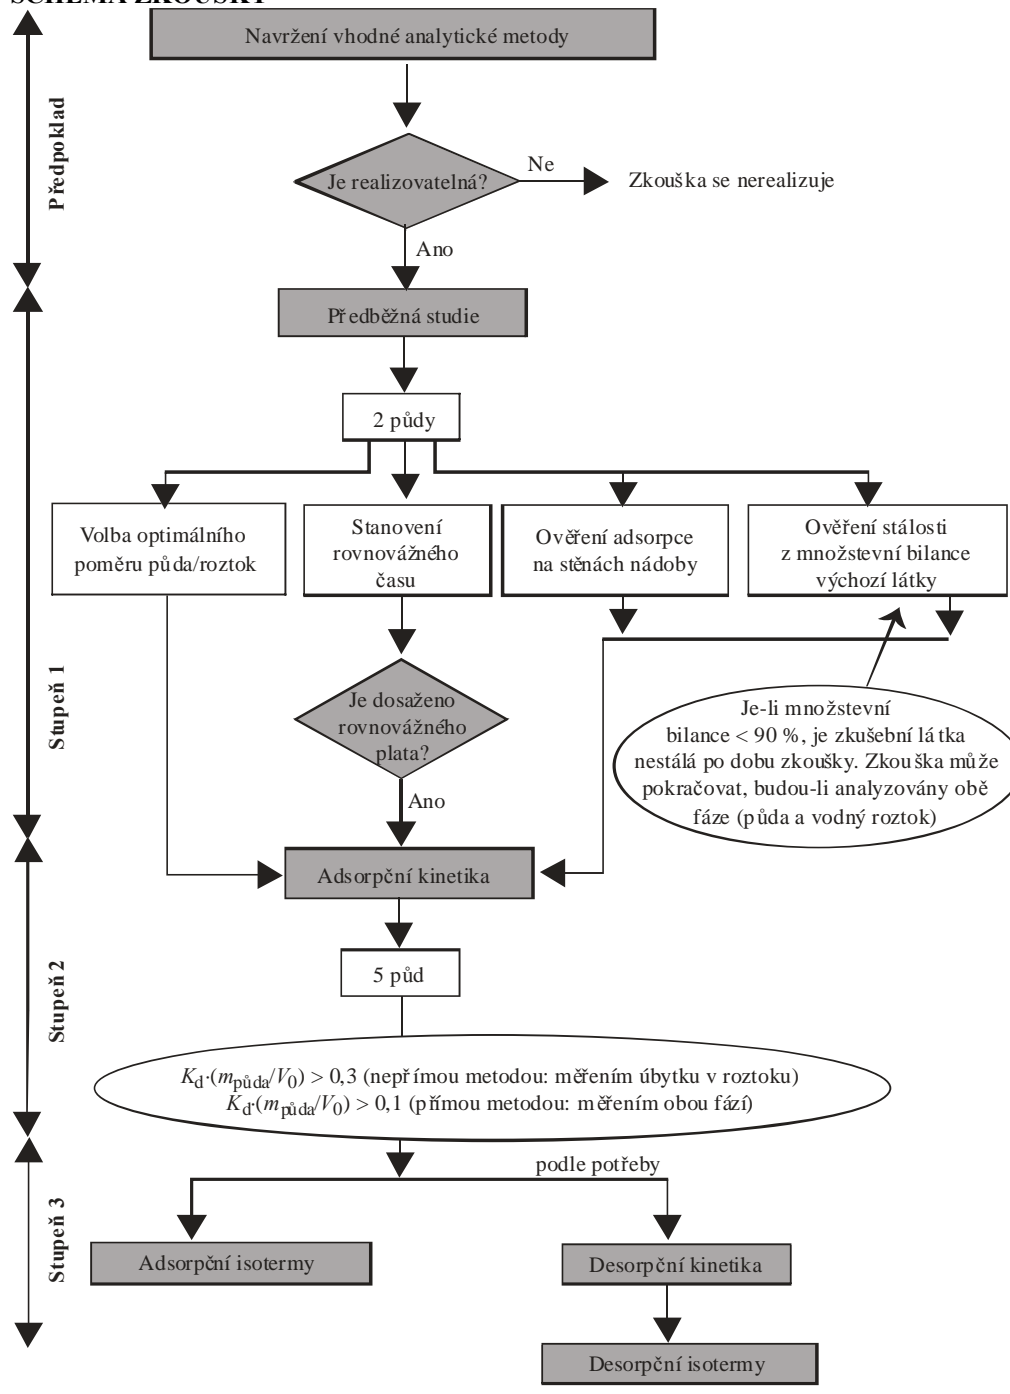 SCHÉMA ZKOUŠKY
Navržení vhodné analytické metody
Předpoklad
Je realizovatelná?
Ne
Zkouška se nerealizuje
Ano
Předběžná studie
2 půdy
Stupeň 1
Volba optimálního
poměru půda/roztok
Stanovení
rovnovážného
času
Ověření adsorpce
na stěnách nádoby
Ověření stálosti
z množstevní bilance
výchozí látky
Je dosaženo
rovnovážného
plata?
Je-li množstevní
bilance < 90 %, je zkušební látka
nestálá po dobu zkoušky. Zkouška může
pokračovat, budou-li analyzovány obě
fáze (půda a vodný roztok)
Ano
Adsorpční kinetika
Stupeň 2
5 půd
Kd·(mpůda/V0) > 0,3 (nepřímou metodou: měřením úbytku v roztoku)
Kd·(mpůda/V0) > 0,1 (přímou metodou: měřením obou fází)
podle potřeby
Stupeň 3
Adsorpční isotermy
Desorpční kinetika
Desorpční isotermy